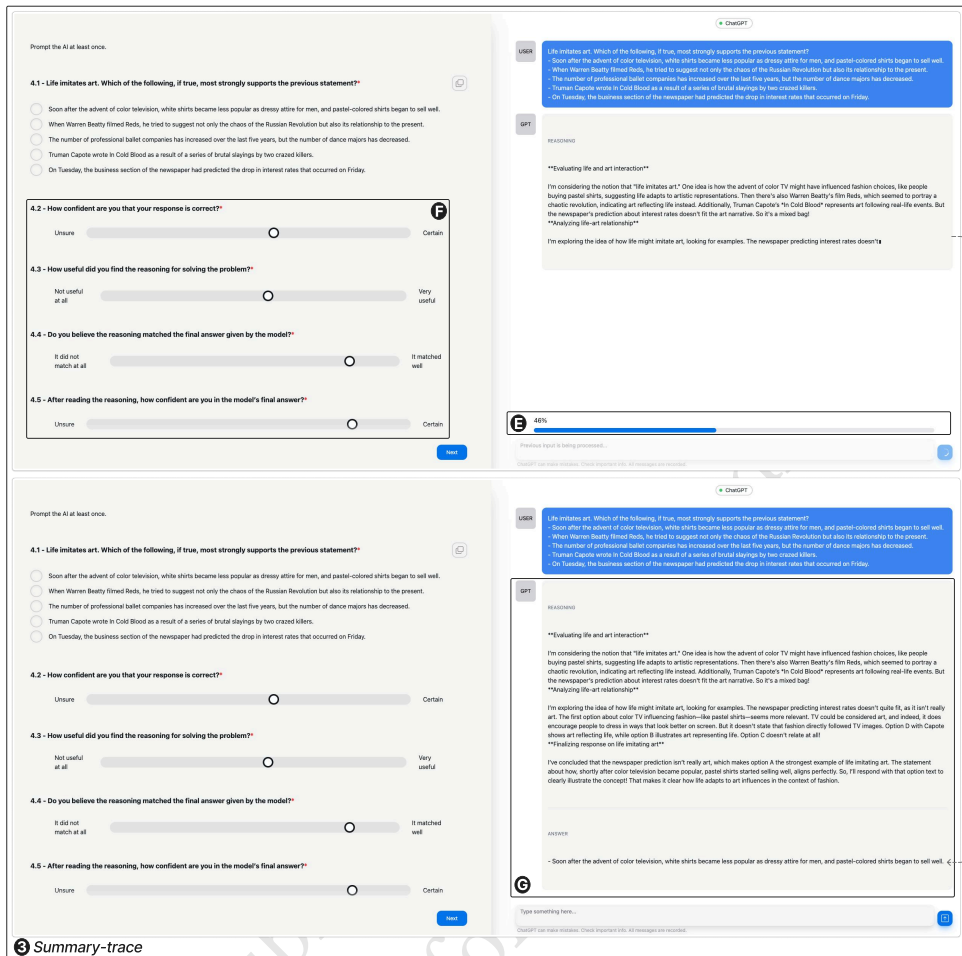 Prompt the AI at least once.
4.1 - Life imitates art. Which of the following, if true, most strongly supports the previous statement?*
Soon after the advent of color television, white shirts became less popular as dressy attire for men, and pastel-colored shirts began to sell well.
When Warren Beatty filmed Reds, he tried to suggest not only the chaos of the Russian Revolution but also its relationship to the present.
The number of professional ballet companies has increased over the last five years, but the number of dance majors has decreased.
Truman Capote wrote In Cold Blood as a result of a series of brutal slayings by two crazed killers.
On Tuesday, the business section of the newspaper had predicted the drop in interest rates that occurred on Friday.
4.2 - How confident are you that your response is correct?*
F
Unsure
Certain
4.3 - How useful did you find the reasoning for solving the problem?*
Not useful
at all
Very
useful
4.4 - Do you believe the reasoning matched the final answer given by the model?*
It did not
match at all
It matched
well
4.5 - After reading the reasoning, how confident are you in the model's final answer?*
Unsure
Certain
Next
ChatGPT
USER
Life imitates art. Which of the following, if true, most strongly supports the previous statement?
- Soon after the advent of color television, white shirts became less popular as dressy attire for men, and pastel-colored shirts began to sell well.
- When Warren Beatty filmed Reds, he tried to suggest not only the chaos of the Russian Revolution but also its relationship to the present.
- The number of professional ballet companies has increased over the last five years, but the number of dance majors has decreased.
- Truman Capote wrote In Cold Blood as a result of a series of brutal slayings by two crazed killers.
- On Tuesday, the business section of the newspaper had predicted the drop in interest rates that occurred on Friday.
GPT
REASONING
**Evaluating life and art interaction**
I'm considering the notion that "life imitates art." One idea is how the advent of color TV might have influenced fashion choices, like people
buying pastel shirts, suggesting life adapts to artistic representations. Then there's also Warren Beatty's film Reds, which seemed to portray a
chaotic revolution, indicating art reflecting life instead. Additionally, Truman Capote's *In Cold Blood* represents art following real-life events. But
the newspaper's prediction about interest rates doesn't fit the art narrative. So it's a mixed bag!
**Analyzing life-art relationship**
I'm exploring the idea of how life might imitate art, looking for examples. The newspaper predicting interest rates doesn't
E
46%
Previous input is being processed...
ChatGPT can make mistakes. Check important info. All messages are recorded.
Prompt the AI at least once.
4.1 - Life imitates art. Which of the following, if true, most strongly supports the previous statement?*
Soon after the advent of color television, white shirts became less popular as dressy attire for men, and pastel-colored shirts began to sell well.
When Warren Beatty filmed Reds, he tried to suggest not only the chaos of the Russian Revolution but also its relationship to the present.
The number of professional ballet companies has increased over the last five years, but the number of dance majors has decreased.
Truman Capote wrote In Cold Blood as a result of a series of brutal slayings by two crazed killers.
On Tuesday, the business section of the newspaper had predicted the drop in interest rates that occurred on Friday.
4.2 - How confident are you that your response is correct?*
Unsure
Certain
4.3 - How useful did you find the reasoning for solving the problem?*
Not useful
at all
Very
useful
4.4 - Do you believe the reasoning matched the final answer given by the model?*
It did not
match at all
It matched
well
4.5 - After reading the reasoning, how confident are you in the model's final answer?*
Unsure
Certain
Next
ChatGPT
USER
Life imitates art. Which of the following, if true, most strongly supports the previous statement?
- Soon after the advent of color television, white shirts became less popular as dressy attire for men, and pastel-colored shirts began to sell well.
- When Warren Beatty filmed Reds, he tried to suggest not only the chaos of the Russian Revolution but also its relationship to the present.
- The number of professional ballet companies has increased over the last five years, but the number of dance majors has decreased.
- Truman Capote wrote In Cold Blood as a result of a series of brutal slayings by two crazed killers.
- On Tuesday, the business section of the newspaper had predicted the drop in interest rates that occurred on Friday.
GPT
REASONING
**Evaluating life and art interaction**
I'm considering the notion that "life imitates art." One idea is how the advent of color TV might have influenced fashion choices, like people
buying pastel shirts, suggesting life adapts to artistic representations. Then there's also Warren Beatty's film Reds, which seemed to portray a
chaotic revolution, indicating art reflecting life instead. Additionally, Truman Capote's *In Cold Blood* represents art following real-life events. But
the newspaper's prediction about interest rates doesn't fit the art narrative. So it's a mixed bag!
**Analyzing life-art relationship**
I'm exploring the idea of how life might imitate art, looking for examples. The newspaper predicting interest rates doesn't quite fit, as it isn't really
art. The first option about color TV influencing fashion—like pastel shirts—seems more relevant. TV could be considered art, and indeed, it does
encourage people to dress in ways that look better on screen. But it doesn't state that fashion directly followed TV images. Option D with Capote
shows art reflecting life, while option B illustrates art representing life. Option C doesn't relate at all!
**Finalizing response on life imitating art**
I've concluded that the newspaper prediction isn't really art, which makes option A the strongest example of life imitating art. The statement
about how, shortly after color television became popular, pastel shirts started selling well, aligns perfectly. So, I'll respond with that option text to
clearly illustrate the concept! That makes it clear how life adapts to art influences in the context of fashion.
ANSWER
- Soon after the advent of color television, white shirts became less popular as dressy attire for men, and pastel-colored shirts began to sell well.
G
Type something here...
ChatGPT can make mistakes. Check important info. All messages are recorded.
3 Summary-trace